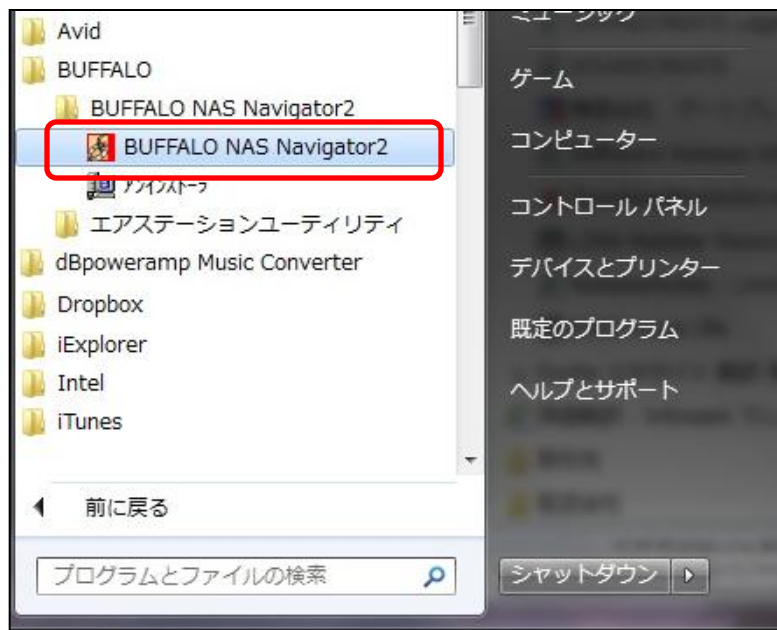 Avid
BUFFALO
BUFFALO NAS Navigator2
BUFFALO NAS Navigator2
アンインストーラ
エアステーションユーティリティ
dBpoweramp Music Converter
Dropbox
iExplorer
Intel
iTunes
前に戻る
プログラムとファイルの検索
ミュージック
ゲーム
コンピューター
コントロール パネル
デバイスとプリンター
既定のプログラム
ヘルプとサポート
シャットダウン